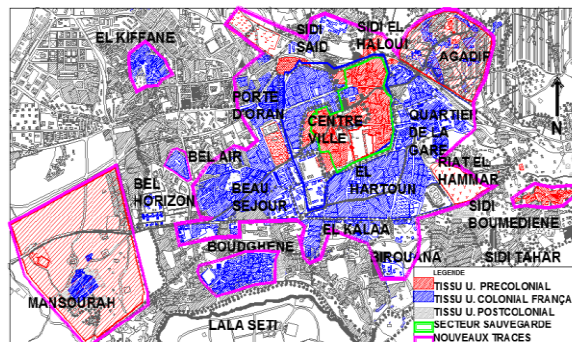 EL KIFFANE
SIDI
SAID
SIDI EL
HALOUI
AGADIR
PORTE
D'ORAN
CENTRE
VILLE
QUARTIER
DE LA
GARE
N
BEL AIR
BEL
HORIZON
BEAU
SEJOUR
EL
HARTOUN
RIAT EL
HAMMAR
SIDI
BOUMEDIENE
EL KALAA
BOUDGHENE
BIROUANA
SIDI TAHAR
MANSOURAH
LALA SETI
LEGENDE
TISSU U. PRECOLONIAL
TISSU U. COLONIAL FRANÇA
TISSU U. POSTCOLONIAL
SECTEUR SAUVEGARDE
NOUVEAUX TRACES